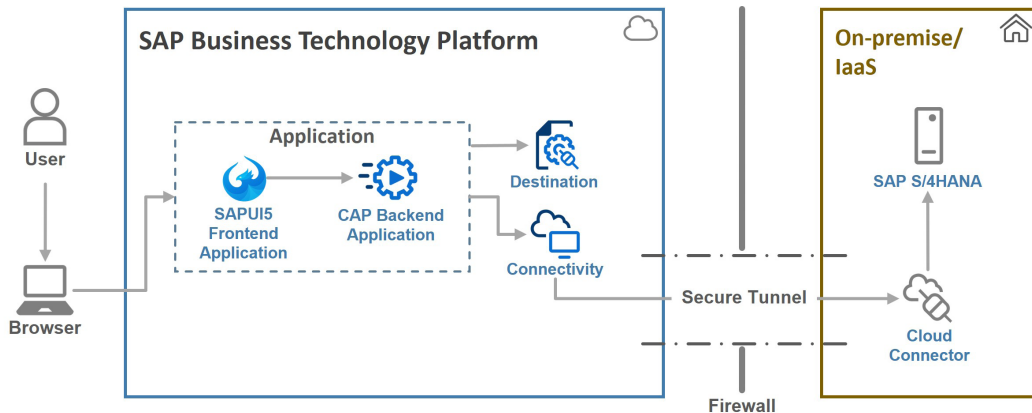 SAP Business Technology Platform
On-premise/
IaaS
User
Application
SAPUI5
Frontend
Application
CAP Backend
Application
Destination
Connectivity
SAP S/4HANA
Browser
Secure Tunnel
Cloud
Connector
Firewall